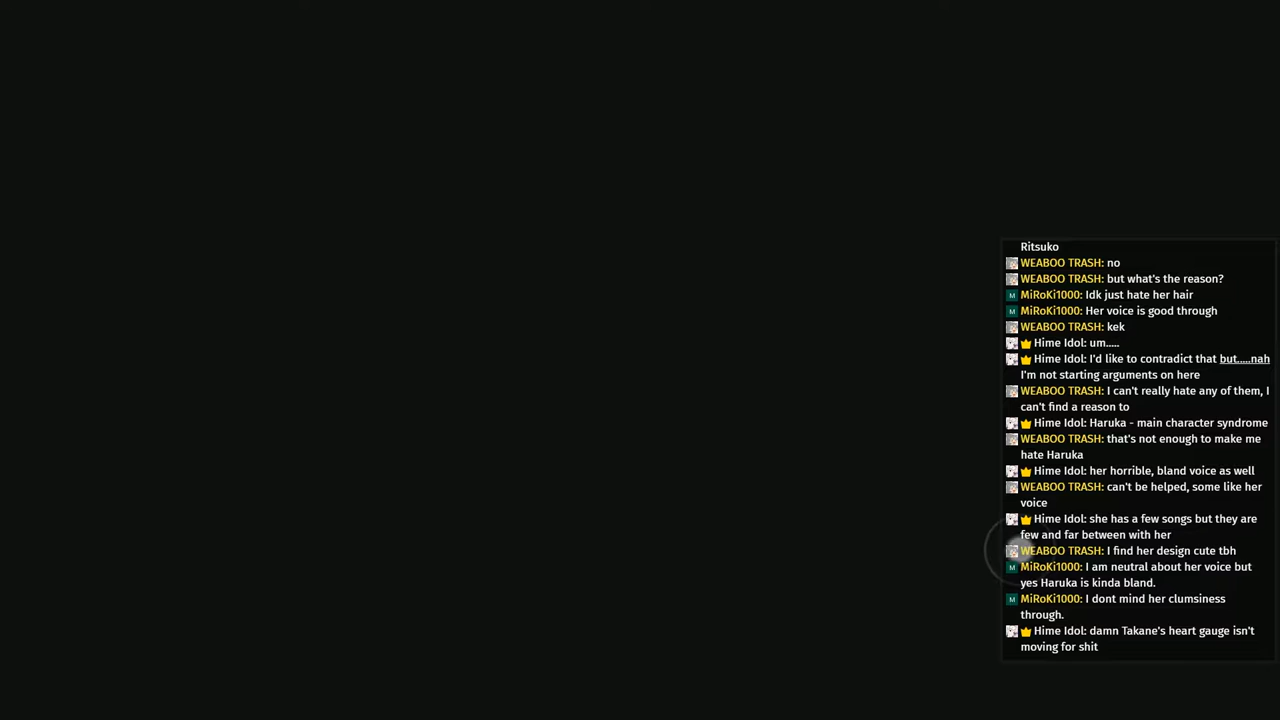 Ritsuko
WEABOO TRASH: no
WEABOO TRASH: but what's the reason?
M MiRoKi1000: Idk just hate her hair
M MiRoKi1000: Her voice is good through
WEABOO TRASH: kek
Hime Idol: um.....
Hime Idol: I'd like to contradict that but.....nah
I'm not starting arguments on here
WEABOO TRASH: I can't really hate any of them, I
can't find a reason to
Hime Idol: Haruka - main character syndrome
WEABOO TRASH: that's not enough to make me
hate Haruka
Hime Idol: her horrible, bland voice as well
WEABOO TRASH: can't be helped, some like her
voice
Hime Idol: she has a few songs but they are
few and far between with her
WEABOO TRASH: I find her design cute tbh
M MiRoKi1000: I am neutral about her voice but
yes Haruka is kinda bland.
M MiRoKi1000: I dont mind her clumsiness
through.
Hime Idol: damn Takane's heart gauge isn't
moving for shit